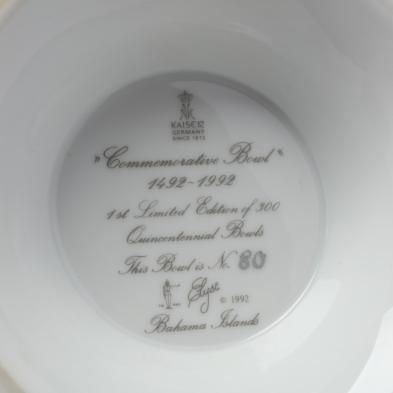 KAISER
GERMANY
SINCE 1872
"Commemorative Bowl"
1492-1992
1st Limited Edition of 300
Quincentennial Bowls
This Bowl is No. 80
© 1992
Bahama Islands